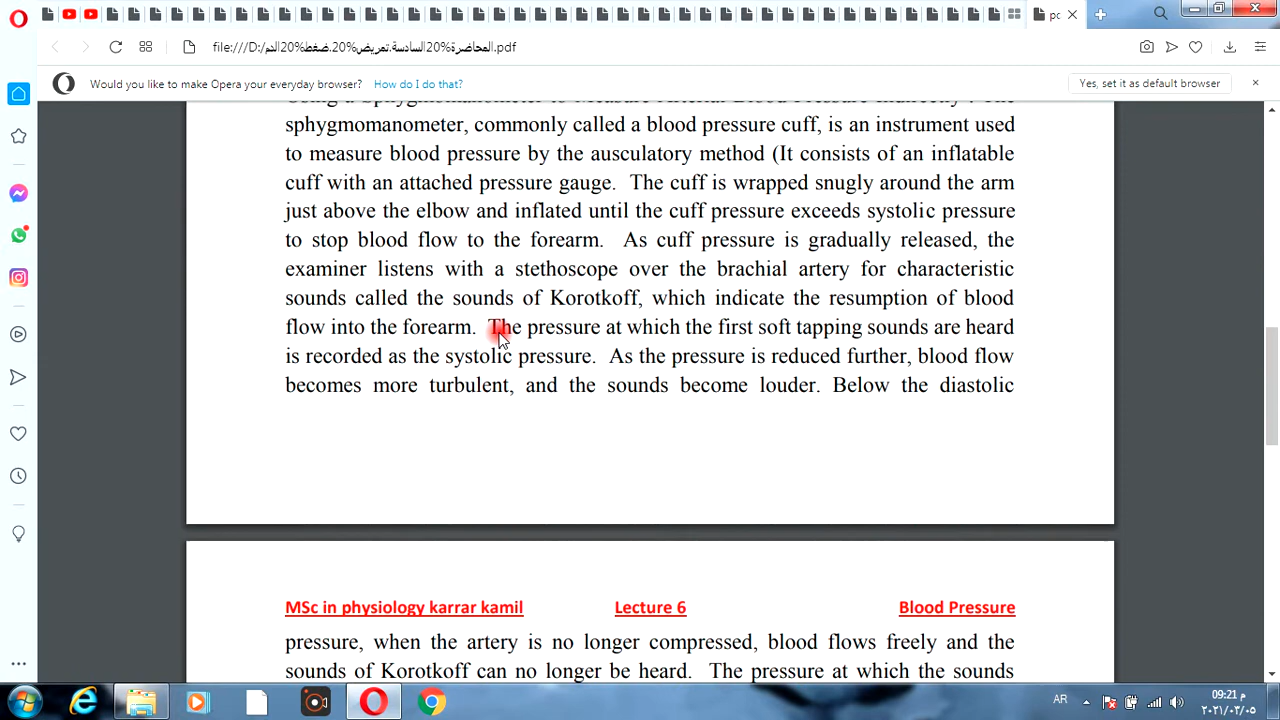 pc
file:///D:/المحاضرة%20السادسة.تمريض%20.ضغط%20الدم.pdf
Would you like to make Opera your everyday browser? How do I do that? Yes, set it as default browser
sphygmomanometer, commonly called a blood pressure cuff, is an instrument used
to measure blood pressure by the ausculatory method (It consists of an inflatable
cuff with an attached pressure gauge. The cuff is wrapped snugly around the arm
just above the elbow and inflated until the cuff pressure exceeds systolic pressure
to stop blood flow to the forearm. As cuff pressure is gradually released, the
examiner listens with a stethoscope over the brachial artery for characteristic
sounds called the sounds of Korotkoff, which indicate the resumption of blood
flow into the forearm. The pressure at which the first soft tapping sounds are heard
is recorded as the systolic pressure. As the pressure is reduced further, blood flow
becomes more turbulent, and the sounds become louder. Below the diastolic
MSc in physiology karrar kamil Lecture 6 Blood Pressure
pressure, when the artery is no longer compressed, blood flows freely and the
sounds of Korotkoff can no longer be heard. The pressure at which the sounds
AR
09:21 م
٢٠٢١/٠٣/٠٥